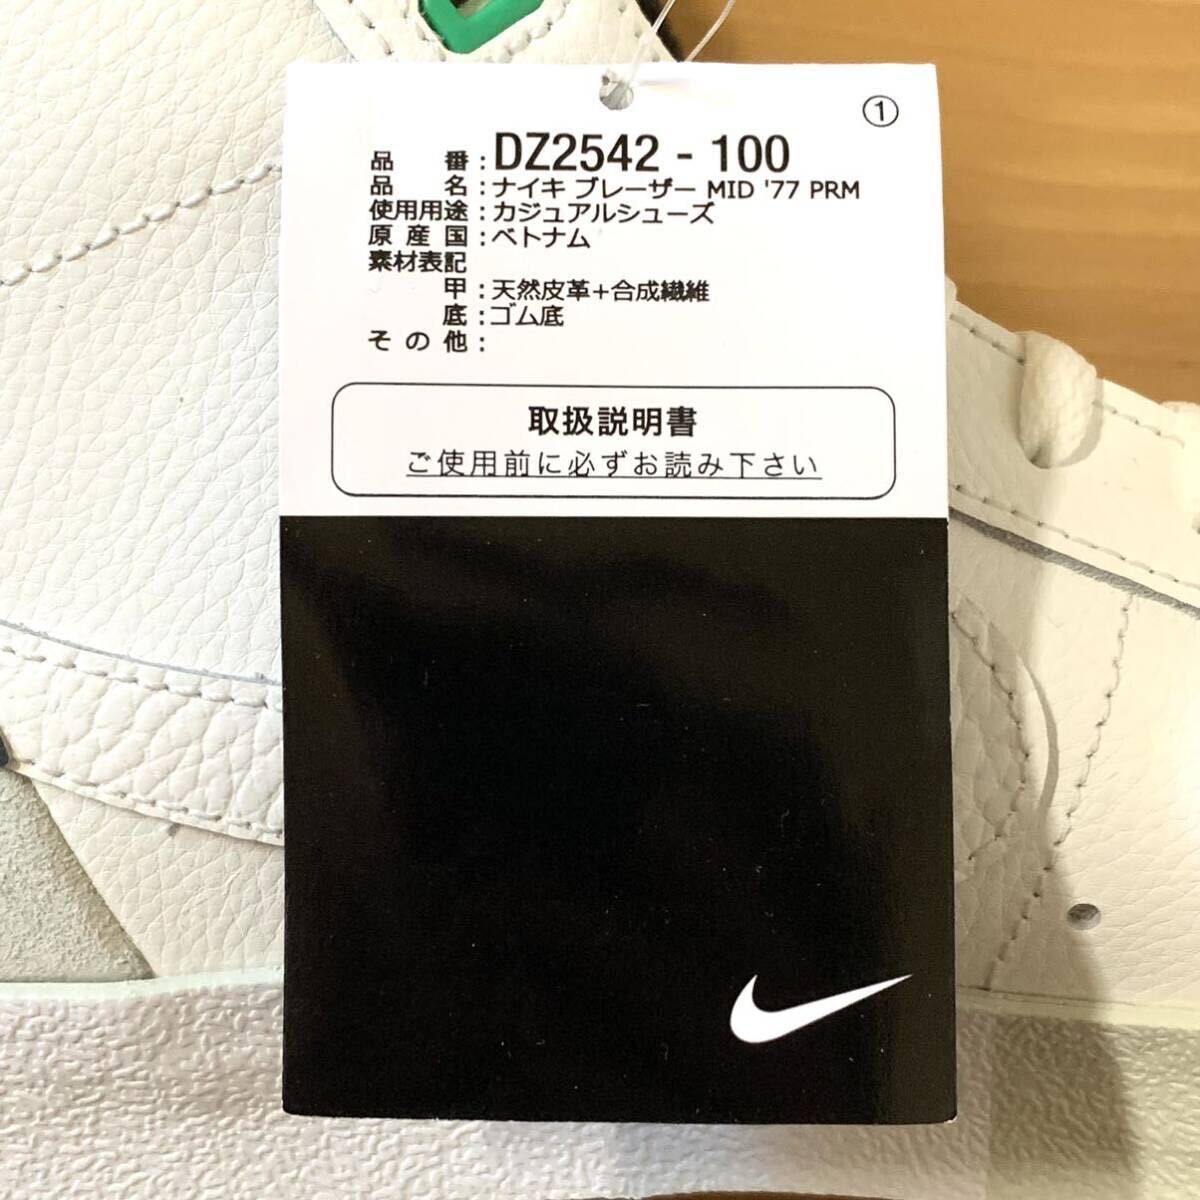 ①
品番:DZ2542 - 100
品名:ナイキ ブレーザー MID '77 PRM
使用用途:カジュアルシューズ
原産国:ベトナム
素材表記
甲:天然皮革+合成繊維
底:ゴム底
その他:
取扱説明書
ご使用前に必ずお読み下さい